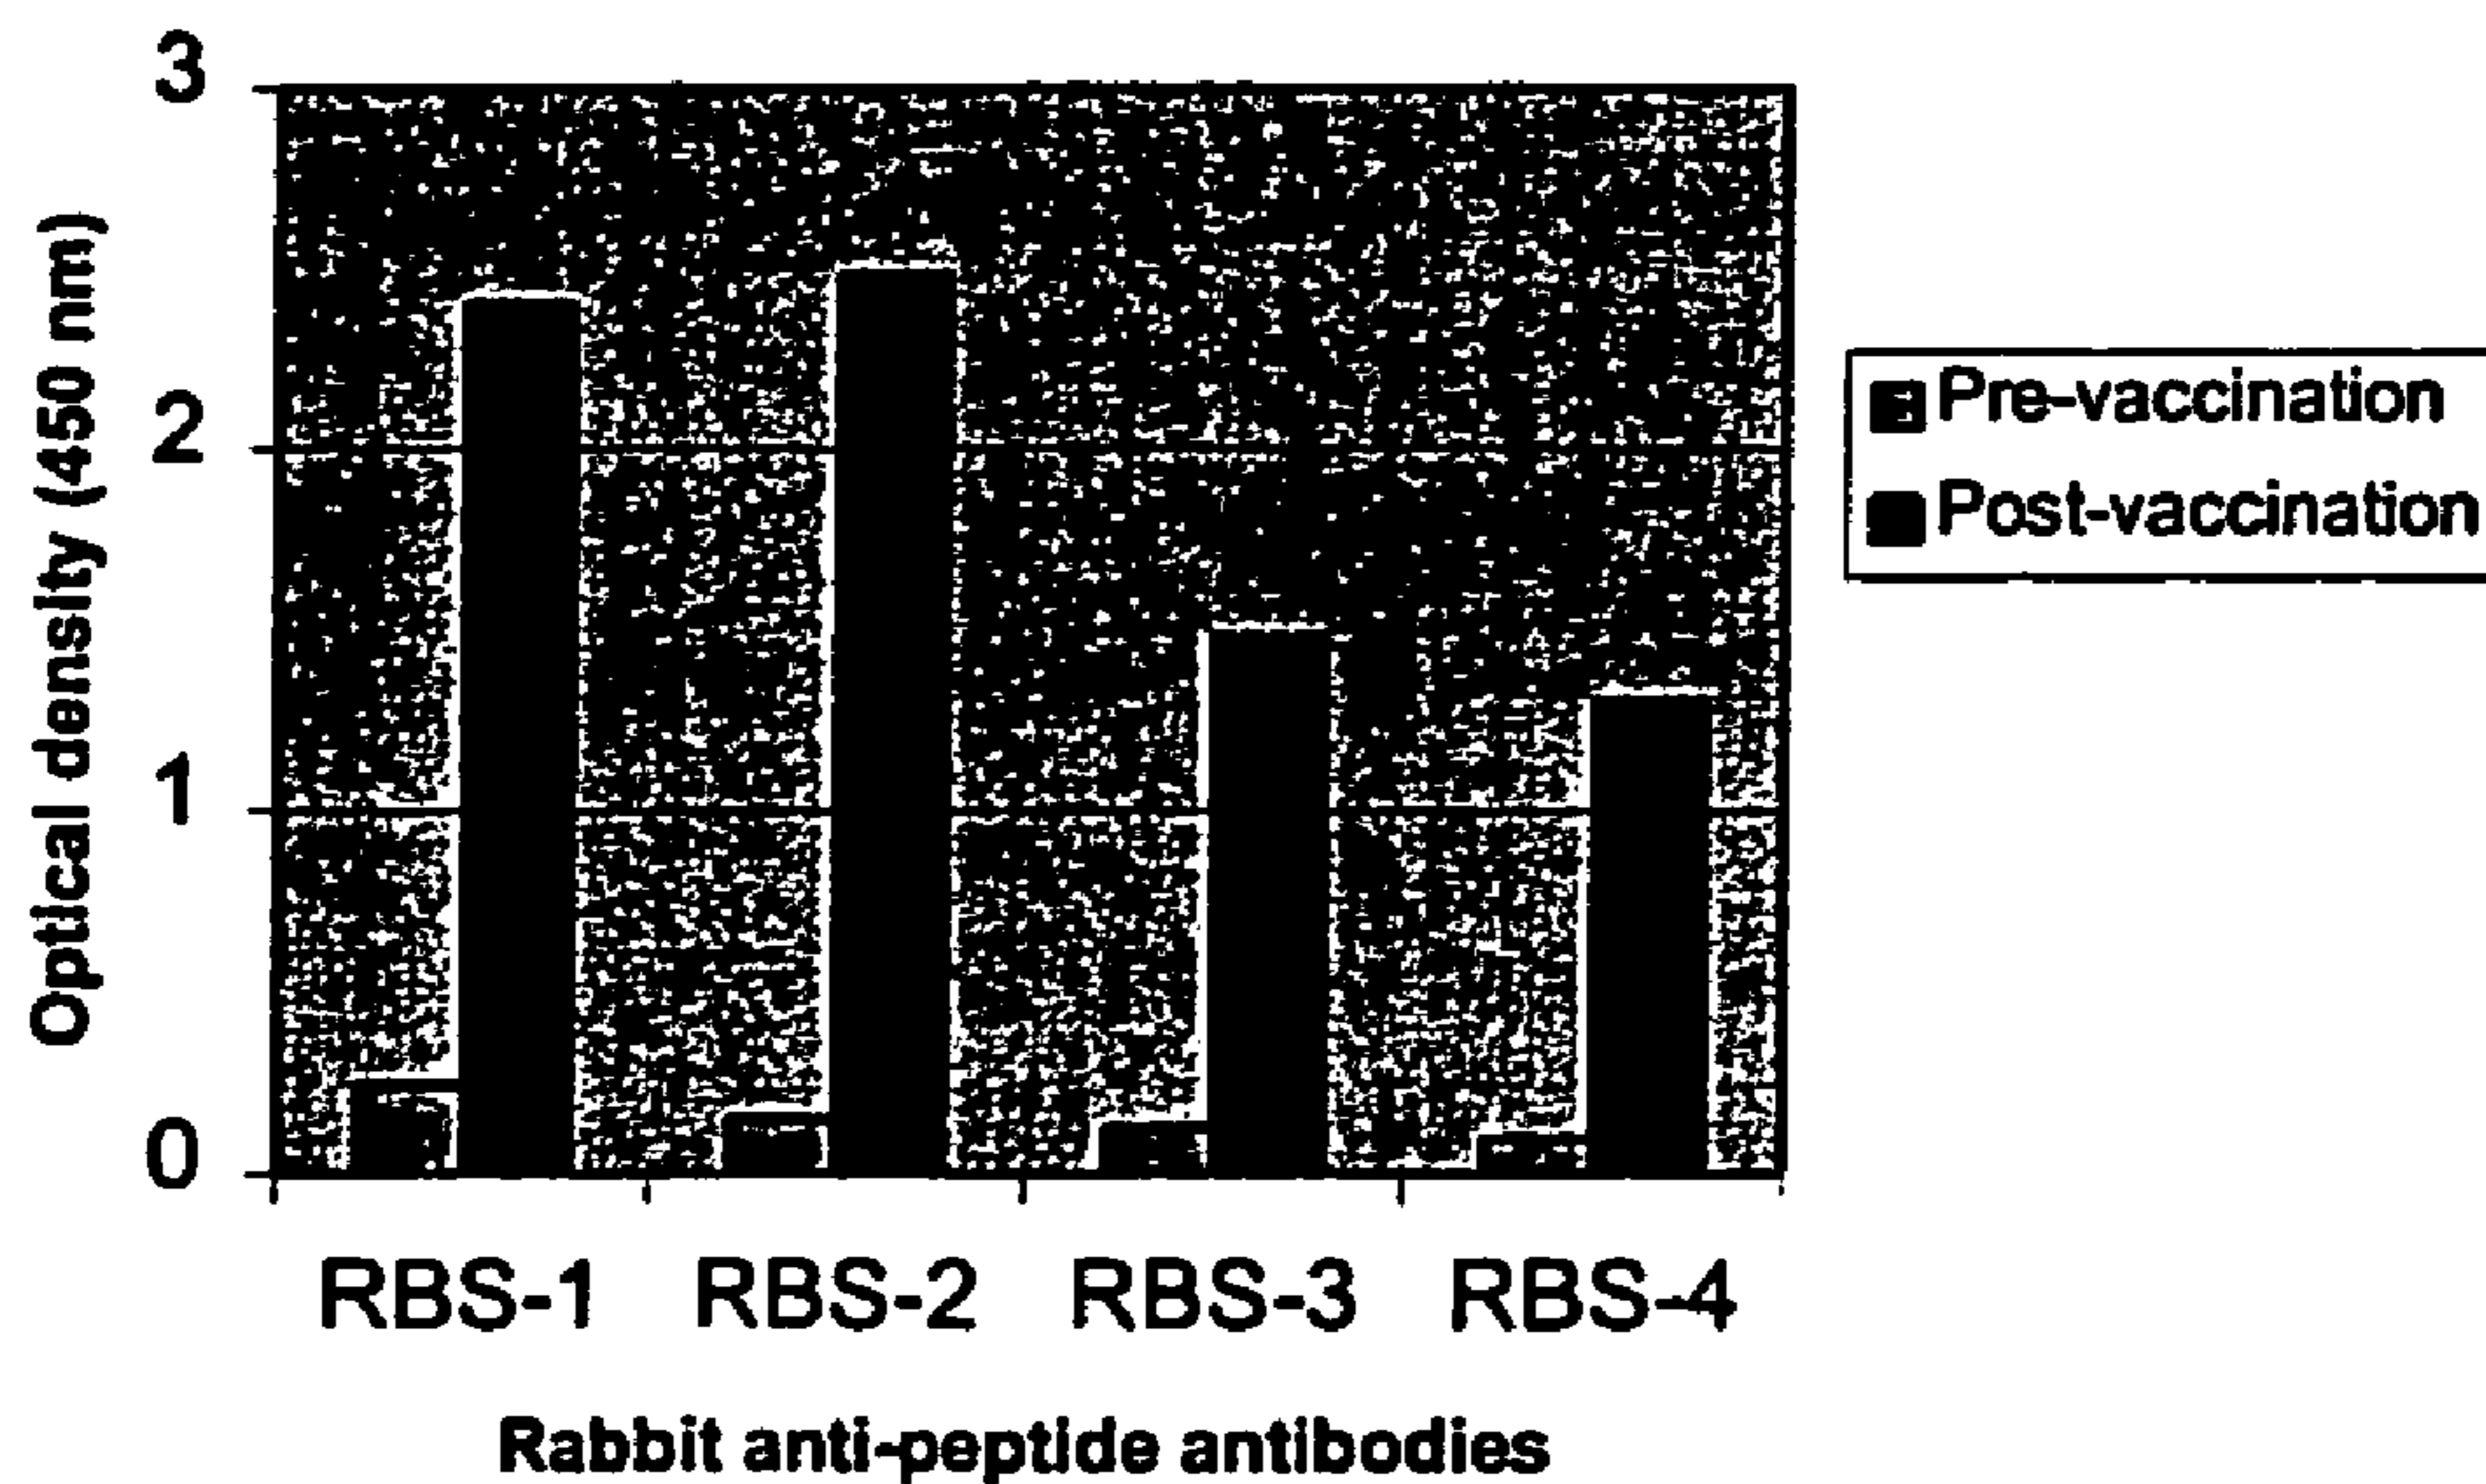 3
2
1
0
Optical density (450 nm)
Pre-vaccination
Post-vaccination
RBS-1 RBS-2 RBS-3 RBS-4
Rabbit anti-peptide antibodies